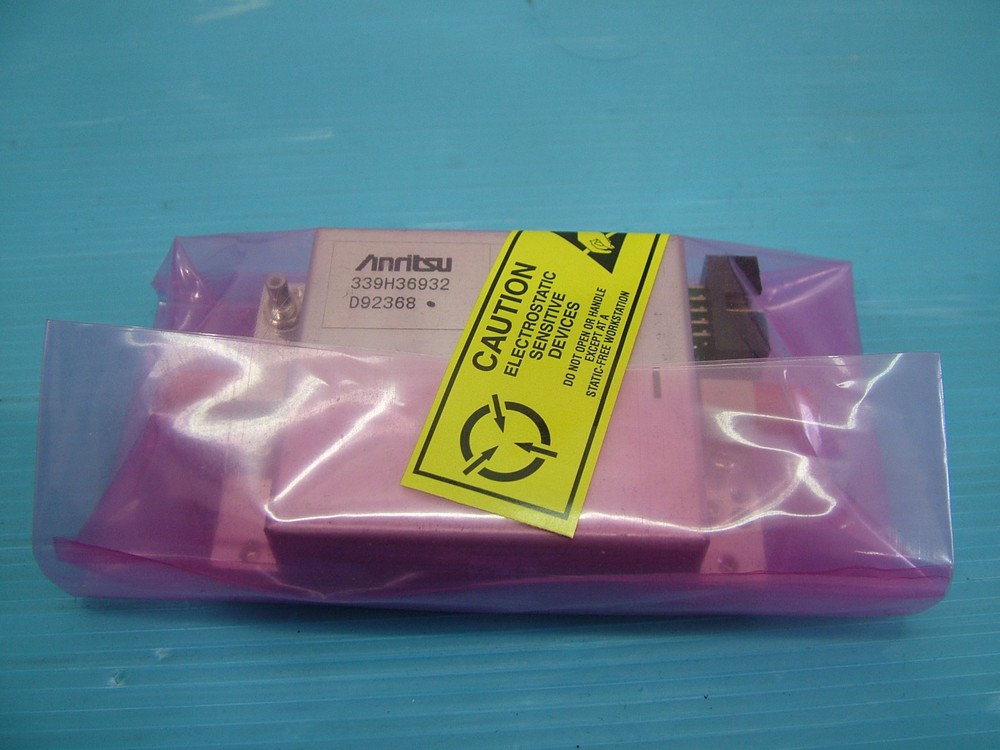 Anritsu
339H36932
D92368
CAUTION
ELECTROSTATIC
SENSITIVE
DEVICES
DO NOT OPEN OR HANDLE
EXCEPT AT A
STATIC-FREE WORKSTATION